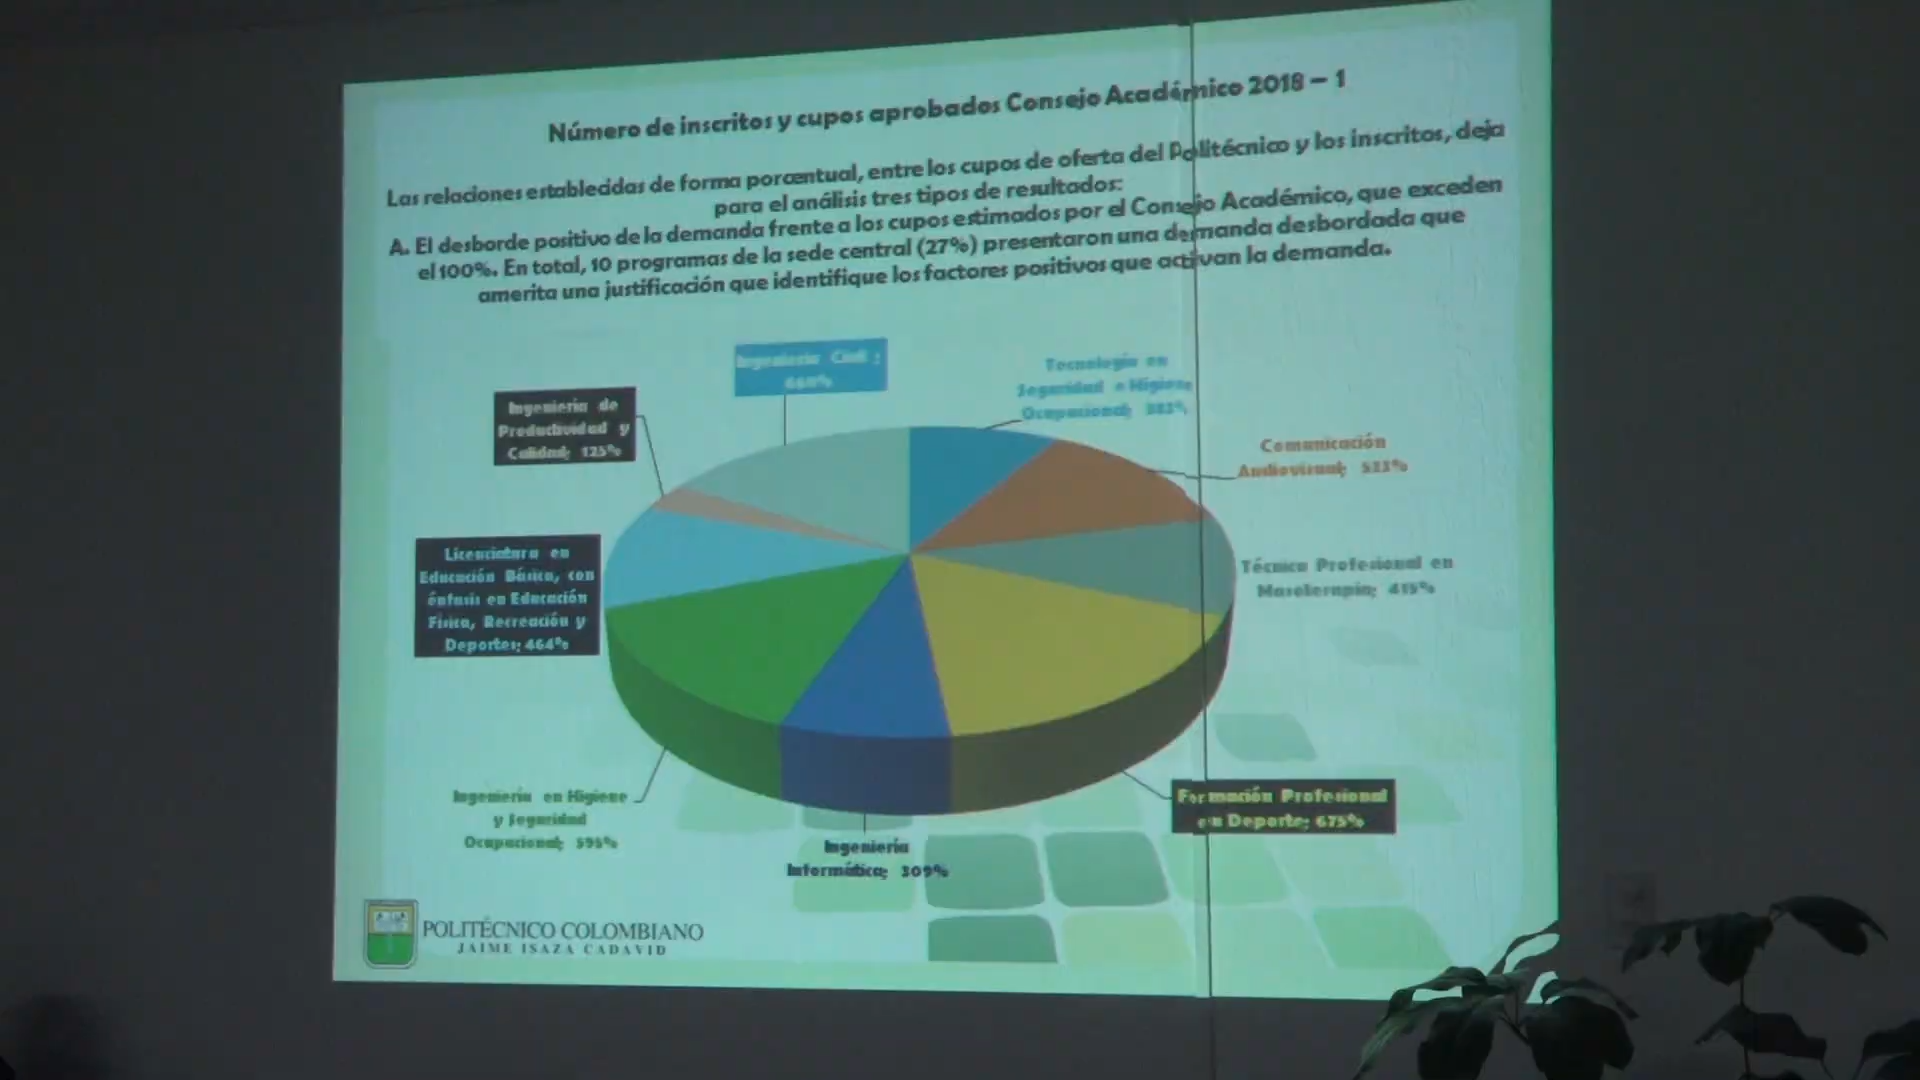 Número de inscritos y cupos aprobados Consejo Académico 2018 – 1
Las relaciones establecidas de forma porcentual, entre los cupos de oferta del Politécnico y los inscritos, deja
para el análisis tres tipos de resultados:
A. El desborde positivo de la demanda frente a los cupos estimados por el Consejo Académico, que exceden
el 100%. En total, 10 programas de la sede central (27%) presentaron una demanda desbordada que
amerita una justificación que identifique los factores positivos que activan la demanda.
Ingeniería Civil ;
Tecnología en
Seguridad e Higiene
Ocupacional;
Ingeniería de
Productividad y
Calidad; 125%
Comunicación
Audiovisual; 533%
Licenciatura en
Educación Básica, con
énfasis en Educación
Física, Recreación y
Deportes; 464%
Técnico Profesional en
Masoterapia; 415%
Ingeniería en Higiene
y Seguridad
Ocupacional; 595%
Ingeniería
Informática; 309%
Formación Profesional
en Deporte; 675%
POLITÉCNICO COLOMBIANO
JAIME ISAZA CADAVID